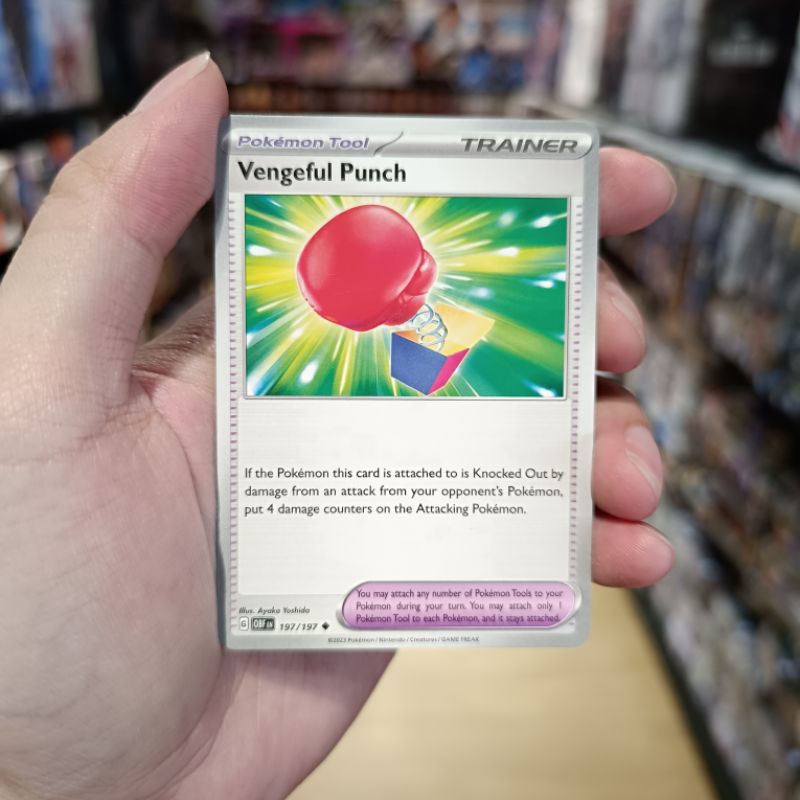 Pokémon Tool TRAINER
Vengeful Punch
If the Pokémon this card is attached to is Knocked Out by
damage from an attack from your opponent's Pokémon,
put 4 damage counters on the Attacking Pokémon.
You may attach any number of Pokémon Tools to your
Pokémon during your turn. You may attach only 1
Pokémon Tool to each Pokémon, and it stays attached.
Illus. Ayako Yoshida
G OBF EN 197/197
©2023 Pokémon / Nintendo / Creatures / GAME FREAK